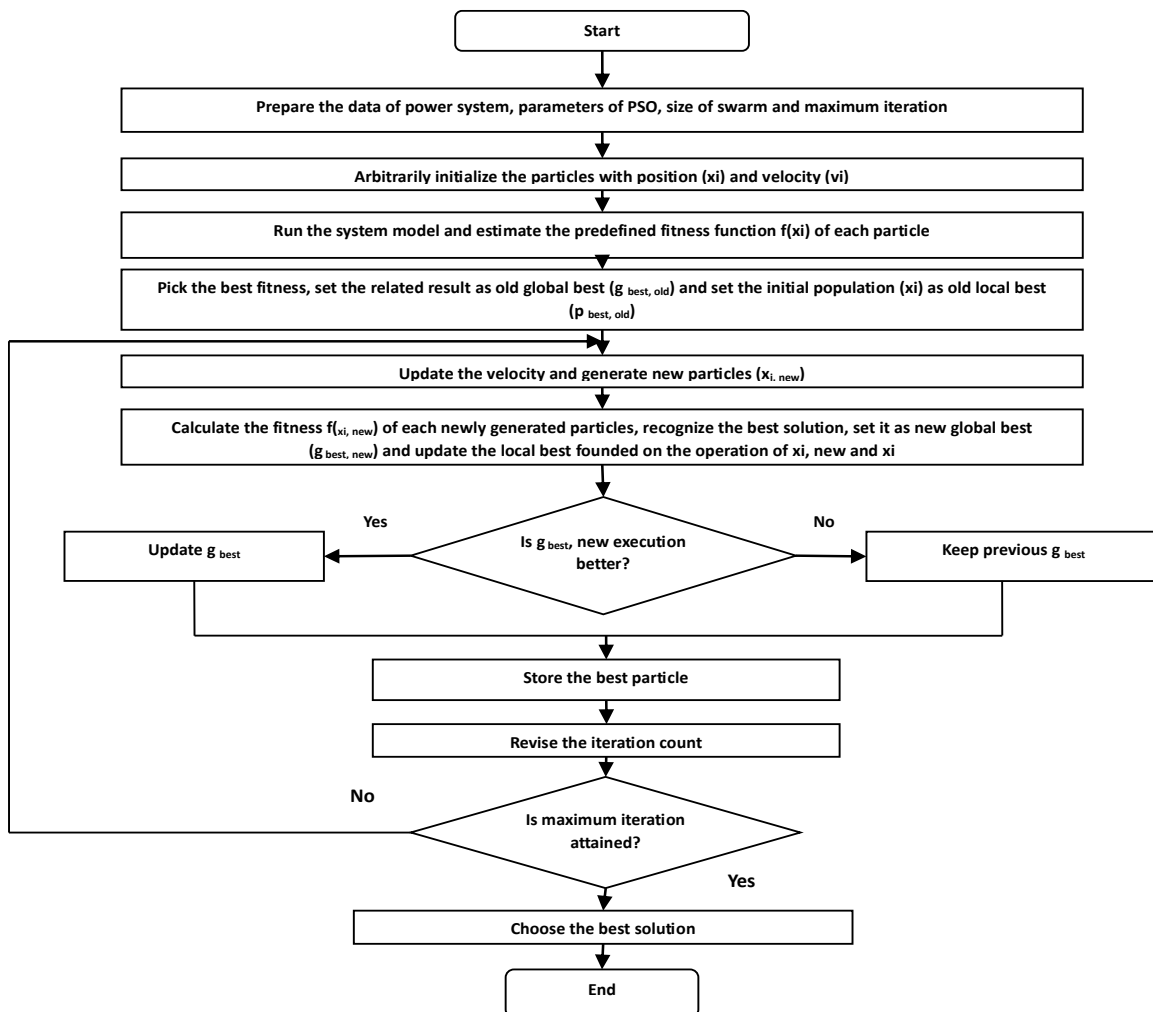 Start
Prepare the data of power system, parameters of PSO, size of swarm and maximum iteration
Arbitrarily initialize the particles with position (xi) and velocity (vi)
Run the system model and estimate the predefined fitness function f(xi) of each particle
Pick the best fitness, set the related result as old global best (g best, old) and set the initial population (xi) as old local best
(p best, old)
Update the velocity and generate new particles (xi, new)
Calculate the fitness f(xi, new) of each newly generated particles, recognize the best solution, set it as new global best
(g best, new) and update the local best founded on the operation of xi, new and xi
Yes
No
Is g best, new execution
better?
Update g best
Keep previous g best
Store the best particle
Revise the iteration count
No
Is maximum iteration
attained?
Yes
Choose the best solution
End